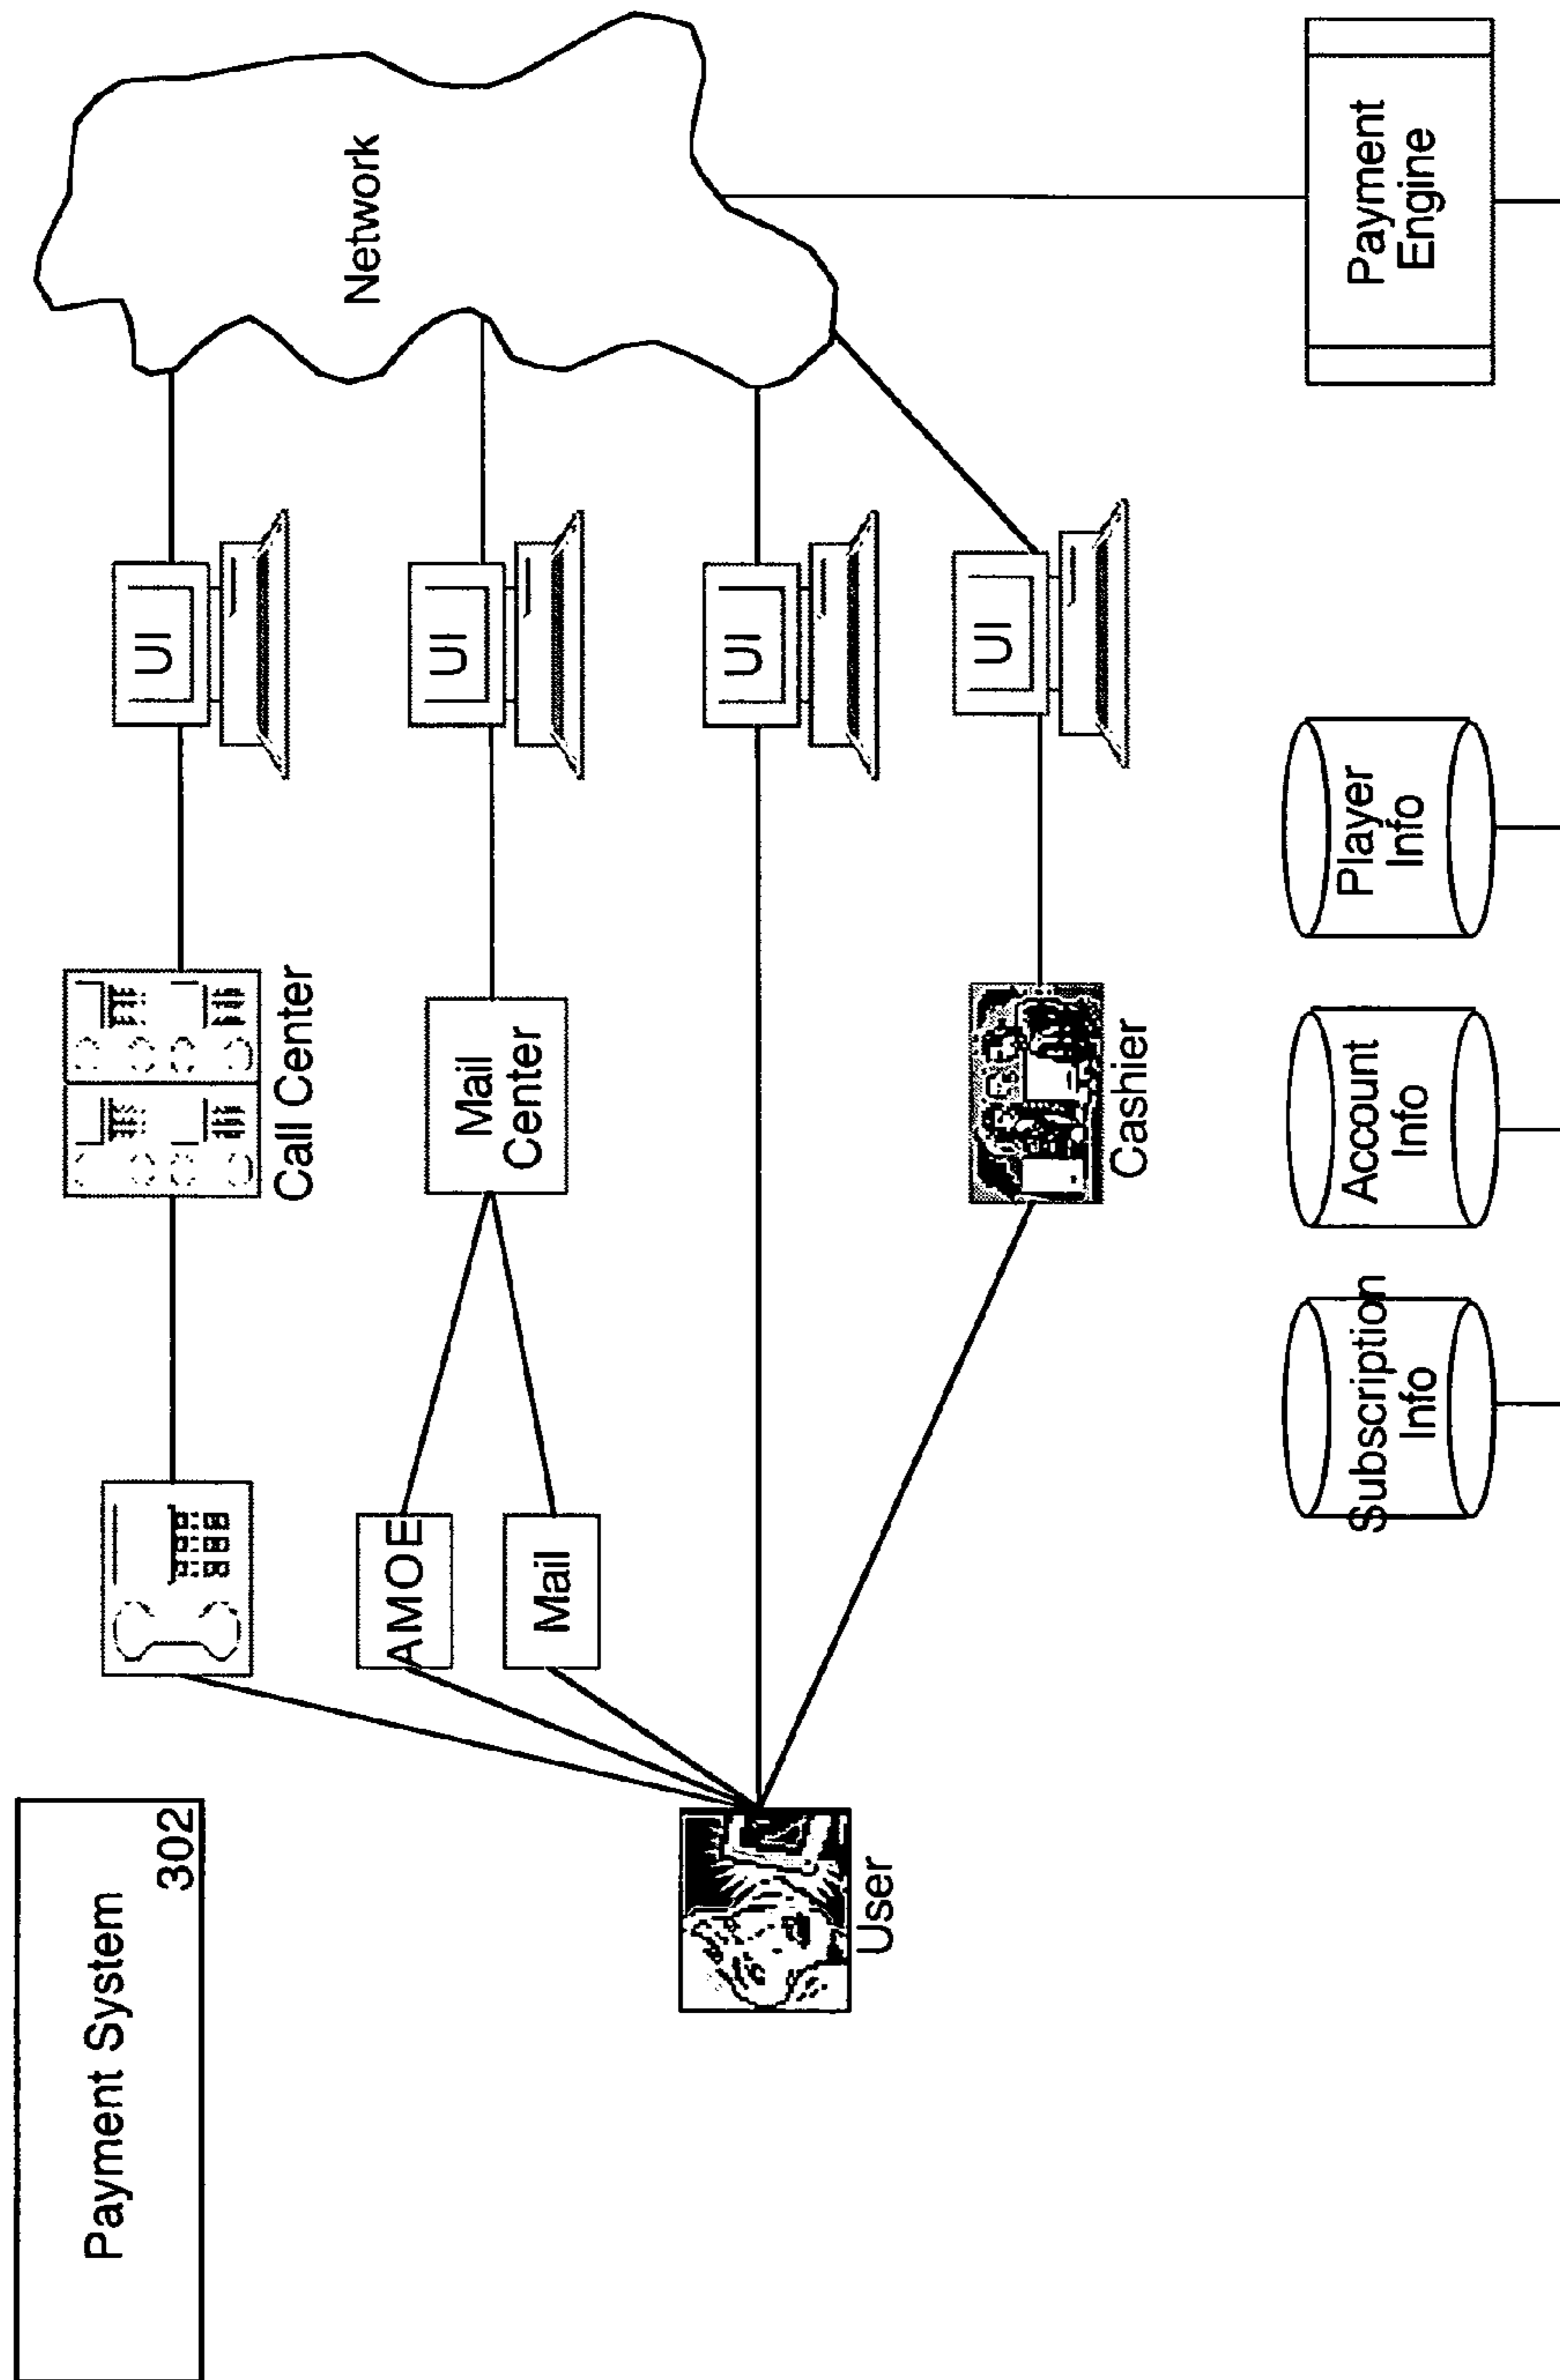 Payment System
302
Call Center
UI
Network
AMOE
Mail
Center
UI
Mail
User
UI
Cashier
UI
Subscription
Info
Account
Info
Player
Info
Payment
Engine